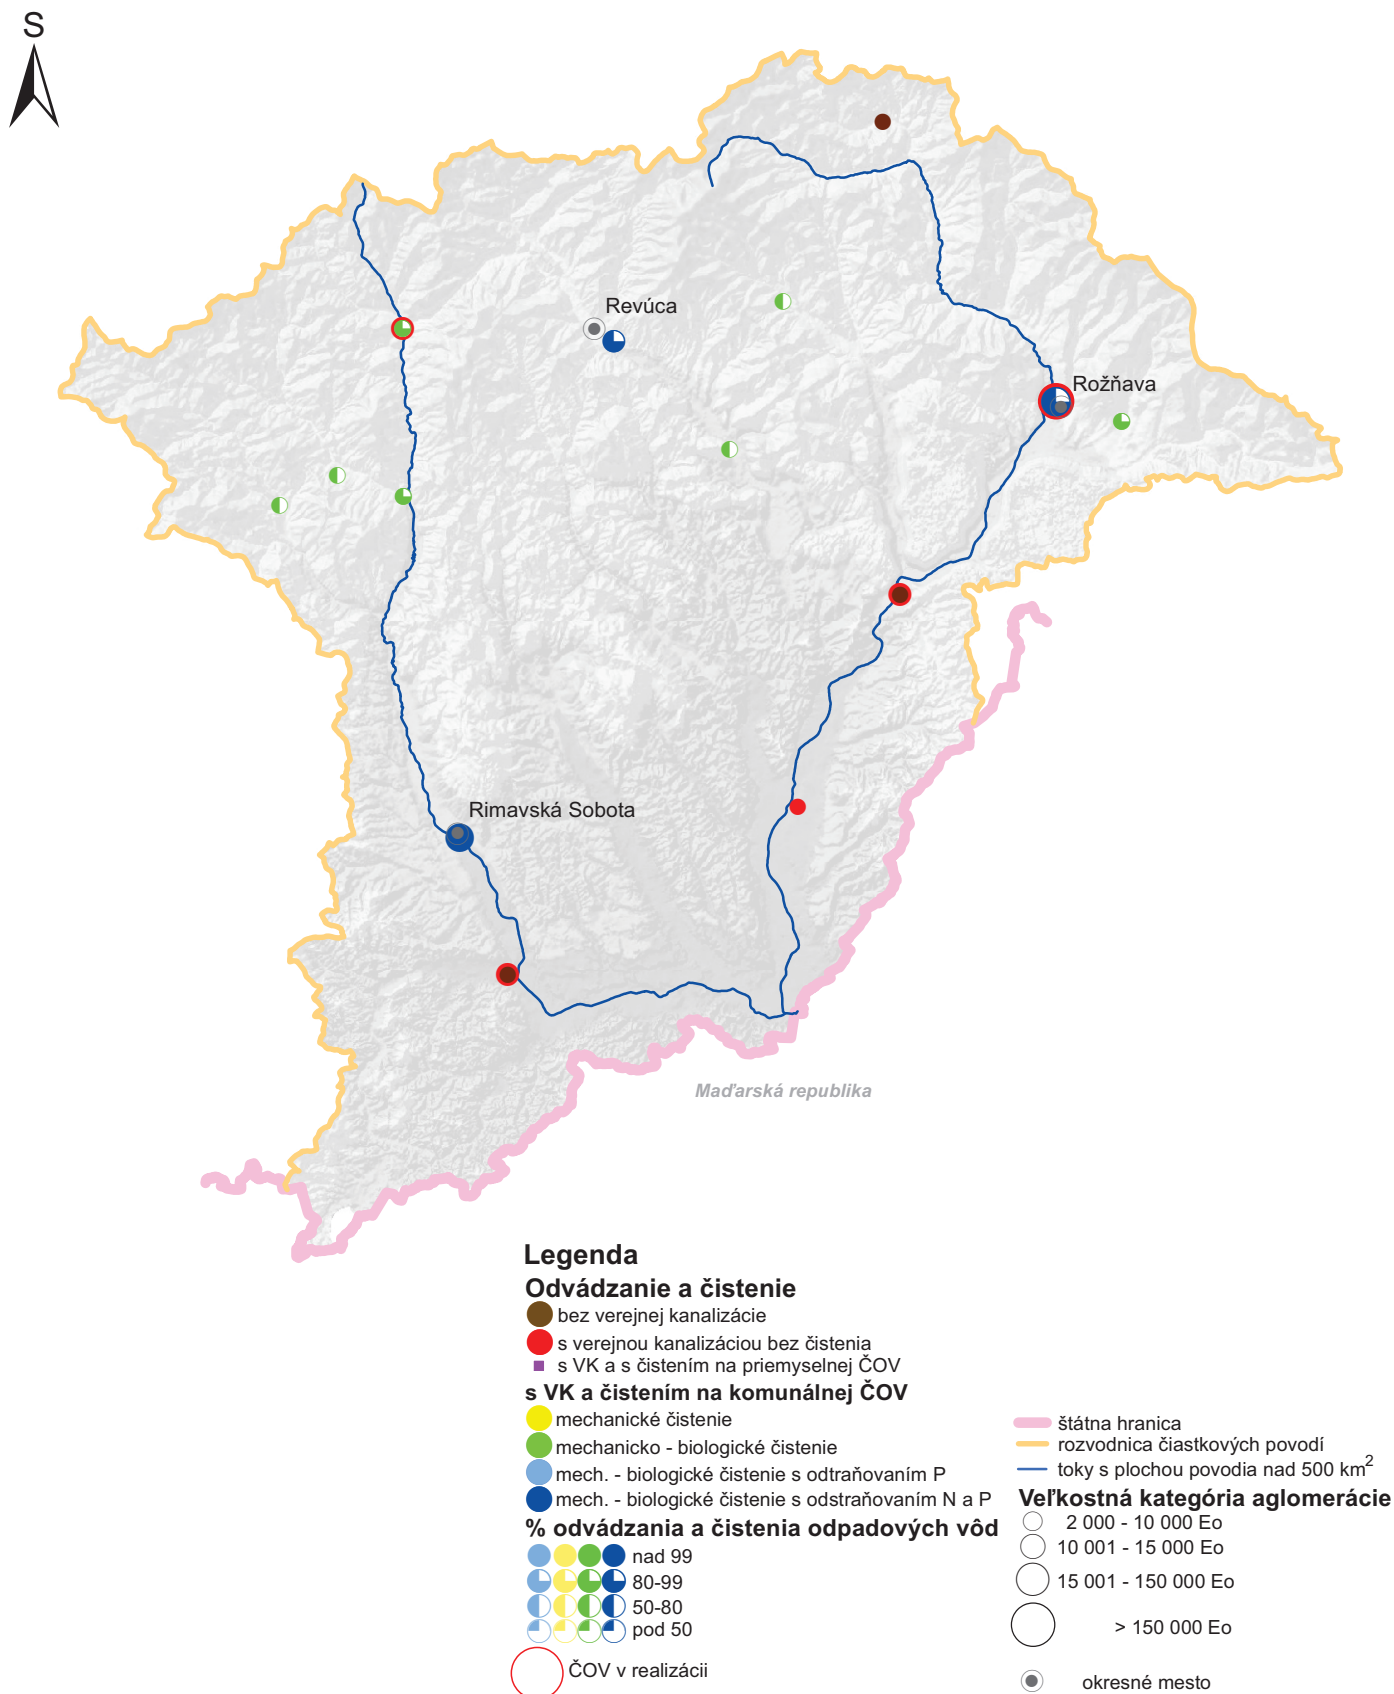 S
Revúca
Rožňava
Rimavská Sobota
Maďarská republika
Legenda
Odvádzanie a čistenie
bez verejnej kanalizácie
s verejnou kanalizáciou bez čistenia
s VK a s čistením na priemyselnej ČOV
s VK a čistením na komunálnej ČOV
mechanické čistenie
mechanicko - biologické čistenie
mech. - biologické čistenie s odtraňovaním P
mech. - biologické čistenie s odstraňovaním N a P
% odvádzania a čistenia odpadových vôd
nad 99
80-99
50-80
pod 50
ČOV v realizácii
štátna hranica
rozvodnica čiastkových povodí
toky s plochou povodia nad 500 km²
Veľkostná kategória aglomerácie
2 000 - 10 000 Eo
10 001 - 15 000 Eo
15 001 - 150 000 Eo
> 150 000 Eo
okresné mesto